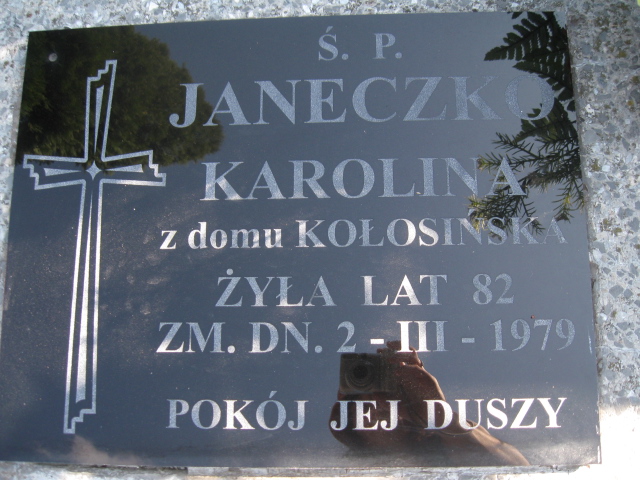 Ś. P.
JANECZKO
KAROLINA
z domu KOŁOSIŃSKA
ŻYŁA LAT 82
ZM. DN. 2 - III - 1979
POKÓJ JEJ DUSZY